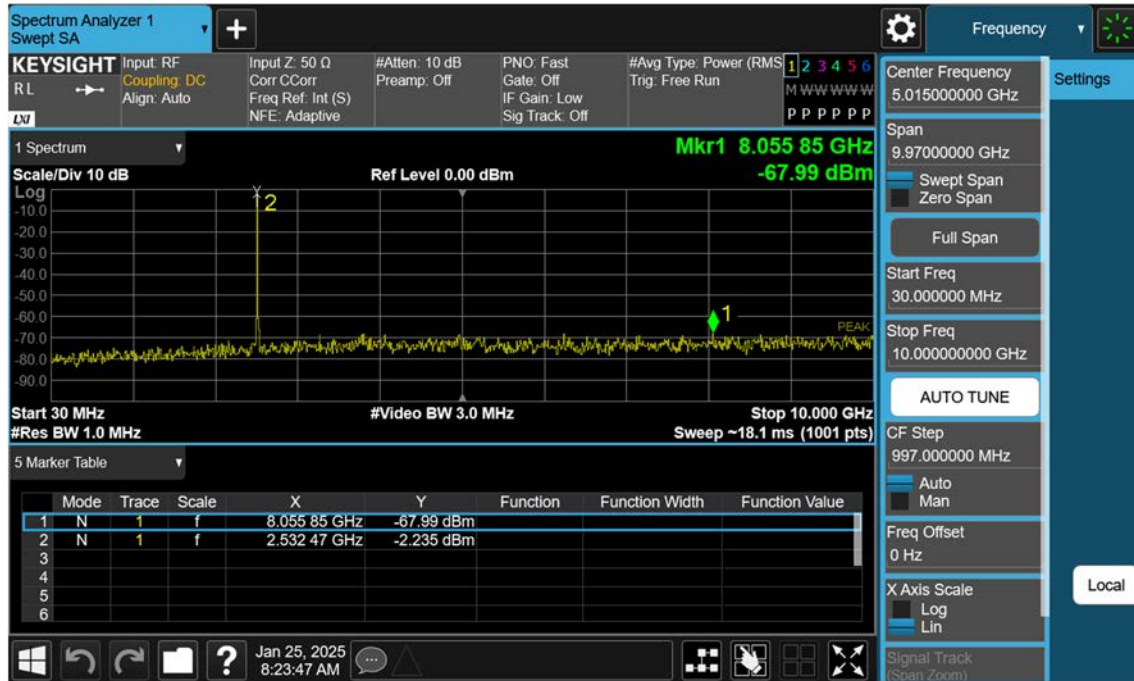 Spectrum Analyzer 1
Swept SA
Frequency
KEYSIGHT
RL
LXI
Input: RF
Coupling: DC
Align: Auto
Input Z: 50 Ω
Corr CCorr
Freq Ref: Int (S)
NFE: Adaptive
#Atten: 10 dB
Preamp: Off
PNO: Fast
Gate: Off
IF Gain: Low
Sig Track: Off
#Avg Type: Power (RMS
Trig: Free Run
1 2 3 4 5 6
M W W W W W
P P P P P P
1 Spectrum
Scale/Div 10 dB
Ref Level 0.00 dBm
Mkr1 8.055 85 GHz
-67.99 dBm
Log
-10.0
-20.0
-30.0
-40.0
-50.0
-60.0
-70.0
-80.0
-90.0
2
1
PEAK
Start 30 MHz
#Video BW 3.0 MHz
Stop 10.000 GHz
#Res BW 1.0 MHz
Sweep ~18.1 ms (1001 pts)
5 Marker Table
Mode Trace Scale X Y Function Function Width Function Value
1 N 1 f 8.055 85 GHz -67.99 dBm
2 N 1 f 2.532 47 GHz -2.235 dBm
3
4
5
6
Jan 25, 2025
8:23:47 AM
Center Frequency
5.015000000 GHz
Span
9.97000000 GHz
Swept Span
Zero Span
Full Span
Start Freq
30.000000 MHz
Stop Freq
10.000000000 GHz
AUTO TUNE
CF Step
997.000000 MHz
Auto
Man
Freq Offset
0 Hz
X Axis Scale
Log
Lin
Signal Track
(Span Zoom)
Settings
Local